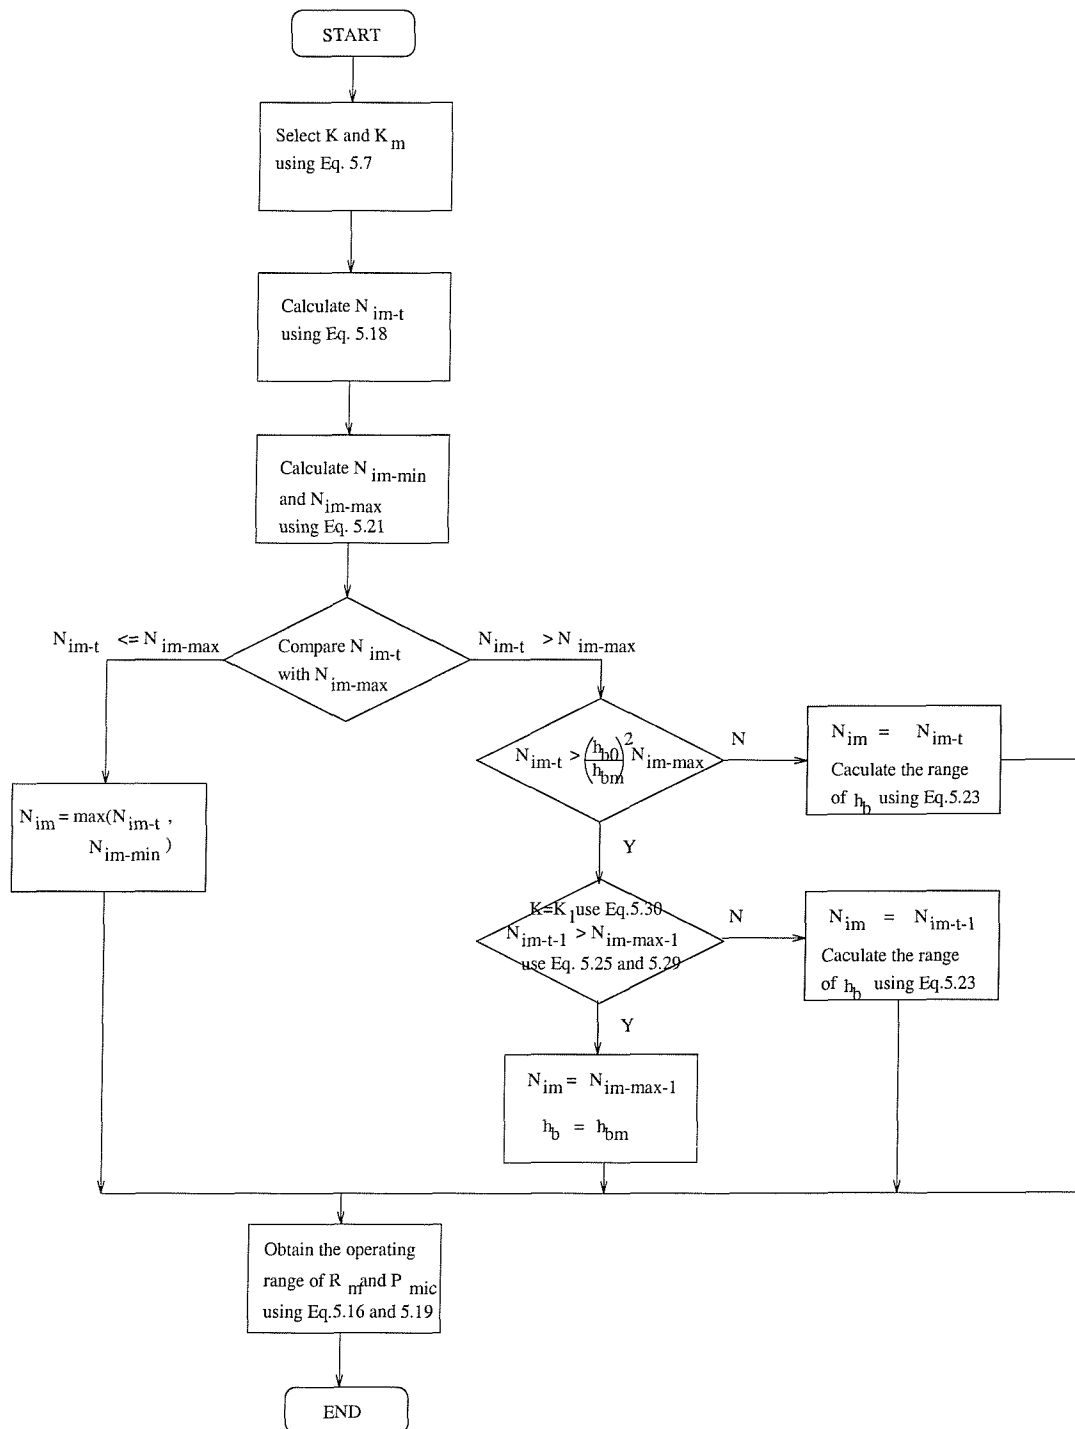 START
Select K and K m
using Eq. 5.7
Calculate N im-t
using Eq. 5.18
Calculate N im-min
and N im-max
using Eq. 5.21
N im-t <= N im-max
Compare N im-t
with N im-max
N im-t > N im-max
N im-t > (h b0 / h bm)^2 N im-max
N
N im = N im-t
Caculate the range
of h b using Eq.5.23
N im = max(N im-t ,
N im-min )
Y
K=K 1 use Eq.5.30
N im-t-1 > N im-max-1
use Eq. 5.25 and 5.29
N
N im = N im-t-1
Caculate the range
of h b using Eq.5.23
Y
N im = N im-max-1
h b = h bm
Obtain the operating
range of R m and P mic
using Eq.5.16 and 5.19
END